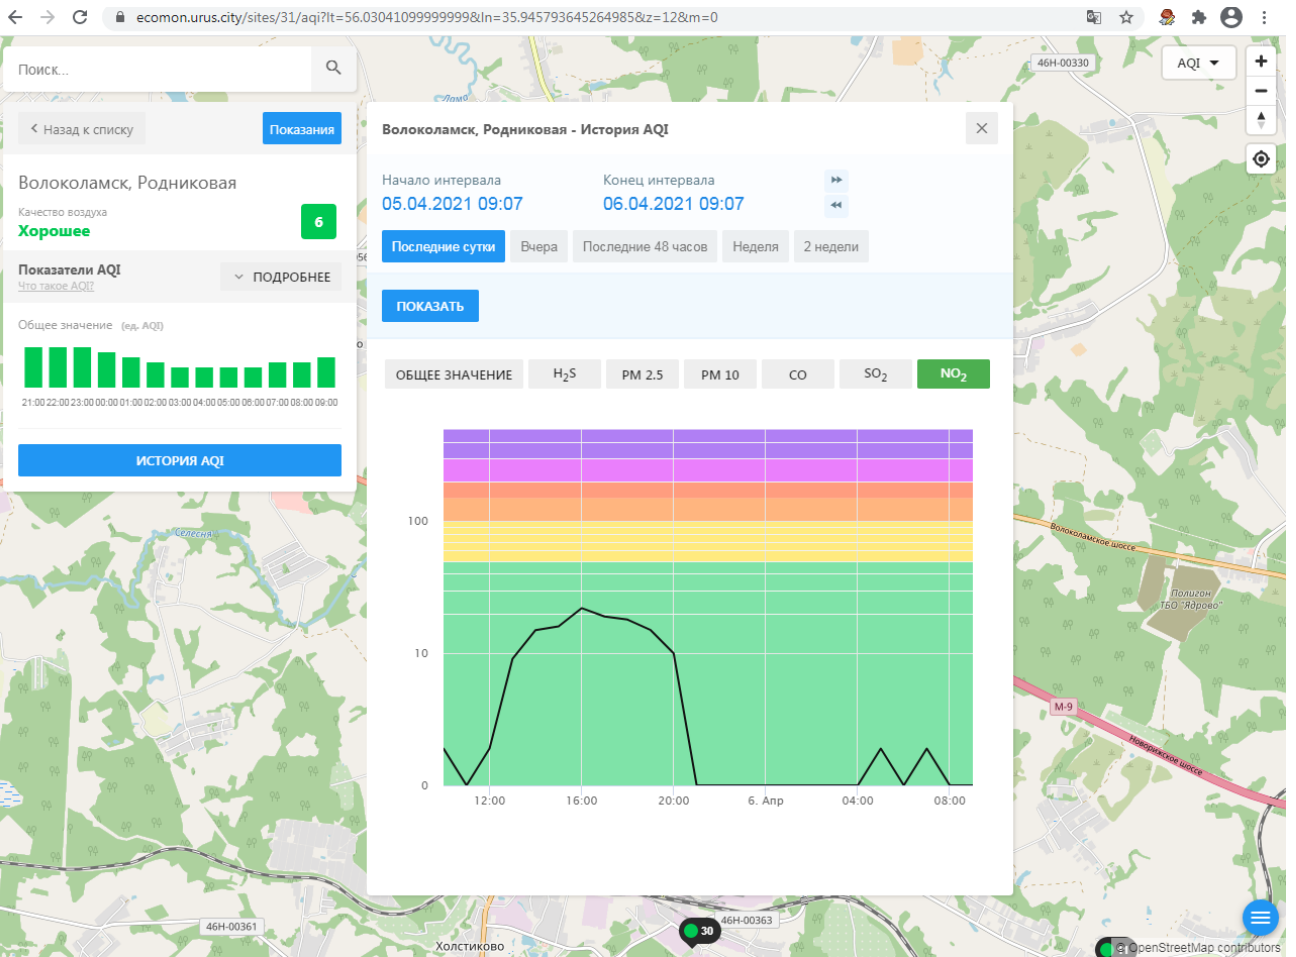 ecomon.urus.city/sites/31/aqi?lt=56.03041099999999&ln=35.945793645264985&z=12&m=0
Поиск...
46Н-00330
AQI
Лама
Назад к списку
Показания
Волоколамск, Родниковая - История AQI
Волоколамск, Родниковая
Качество воздуха
Хорошее
6
Начало интервала
Конец интервала
05.04.2021 09:07
06.04.2021 09:07
Последние сутки
Вчера
Последние 48 часов
Неделя
2 недели
Показатели AQI
Что такое AQI?
ПОДРОБНЕЕ
ПОКАЗАТЬ
Общее значение (ед. AQI)
21:00 22:00 23:00 00:00 01:00 02:00 03:00 04:00 05:00 06:00 07:00 08:00 09:00
ИСТОРИЯ AQI
ОБЩЕЕ ЗНАЧЕНИЕ
H2S
PM 2.5
PM 10
CO
SO2
NO2
100
10
0
12:00
16:00
20:00
6. Апр
04:00
08:00
Селесня
Волоколамское шоссе
Полигон
ТБО "Ядрово"
М-9
Новорижское шоссе
46Н-00361
Холстиково
30
46Н-00363
© OpenStreetMap contributors